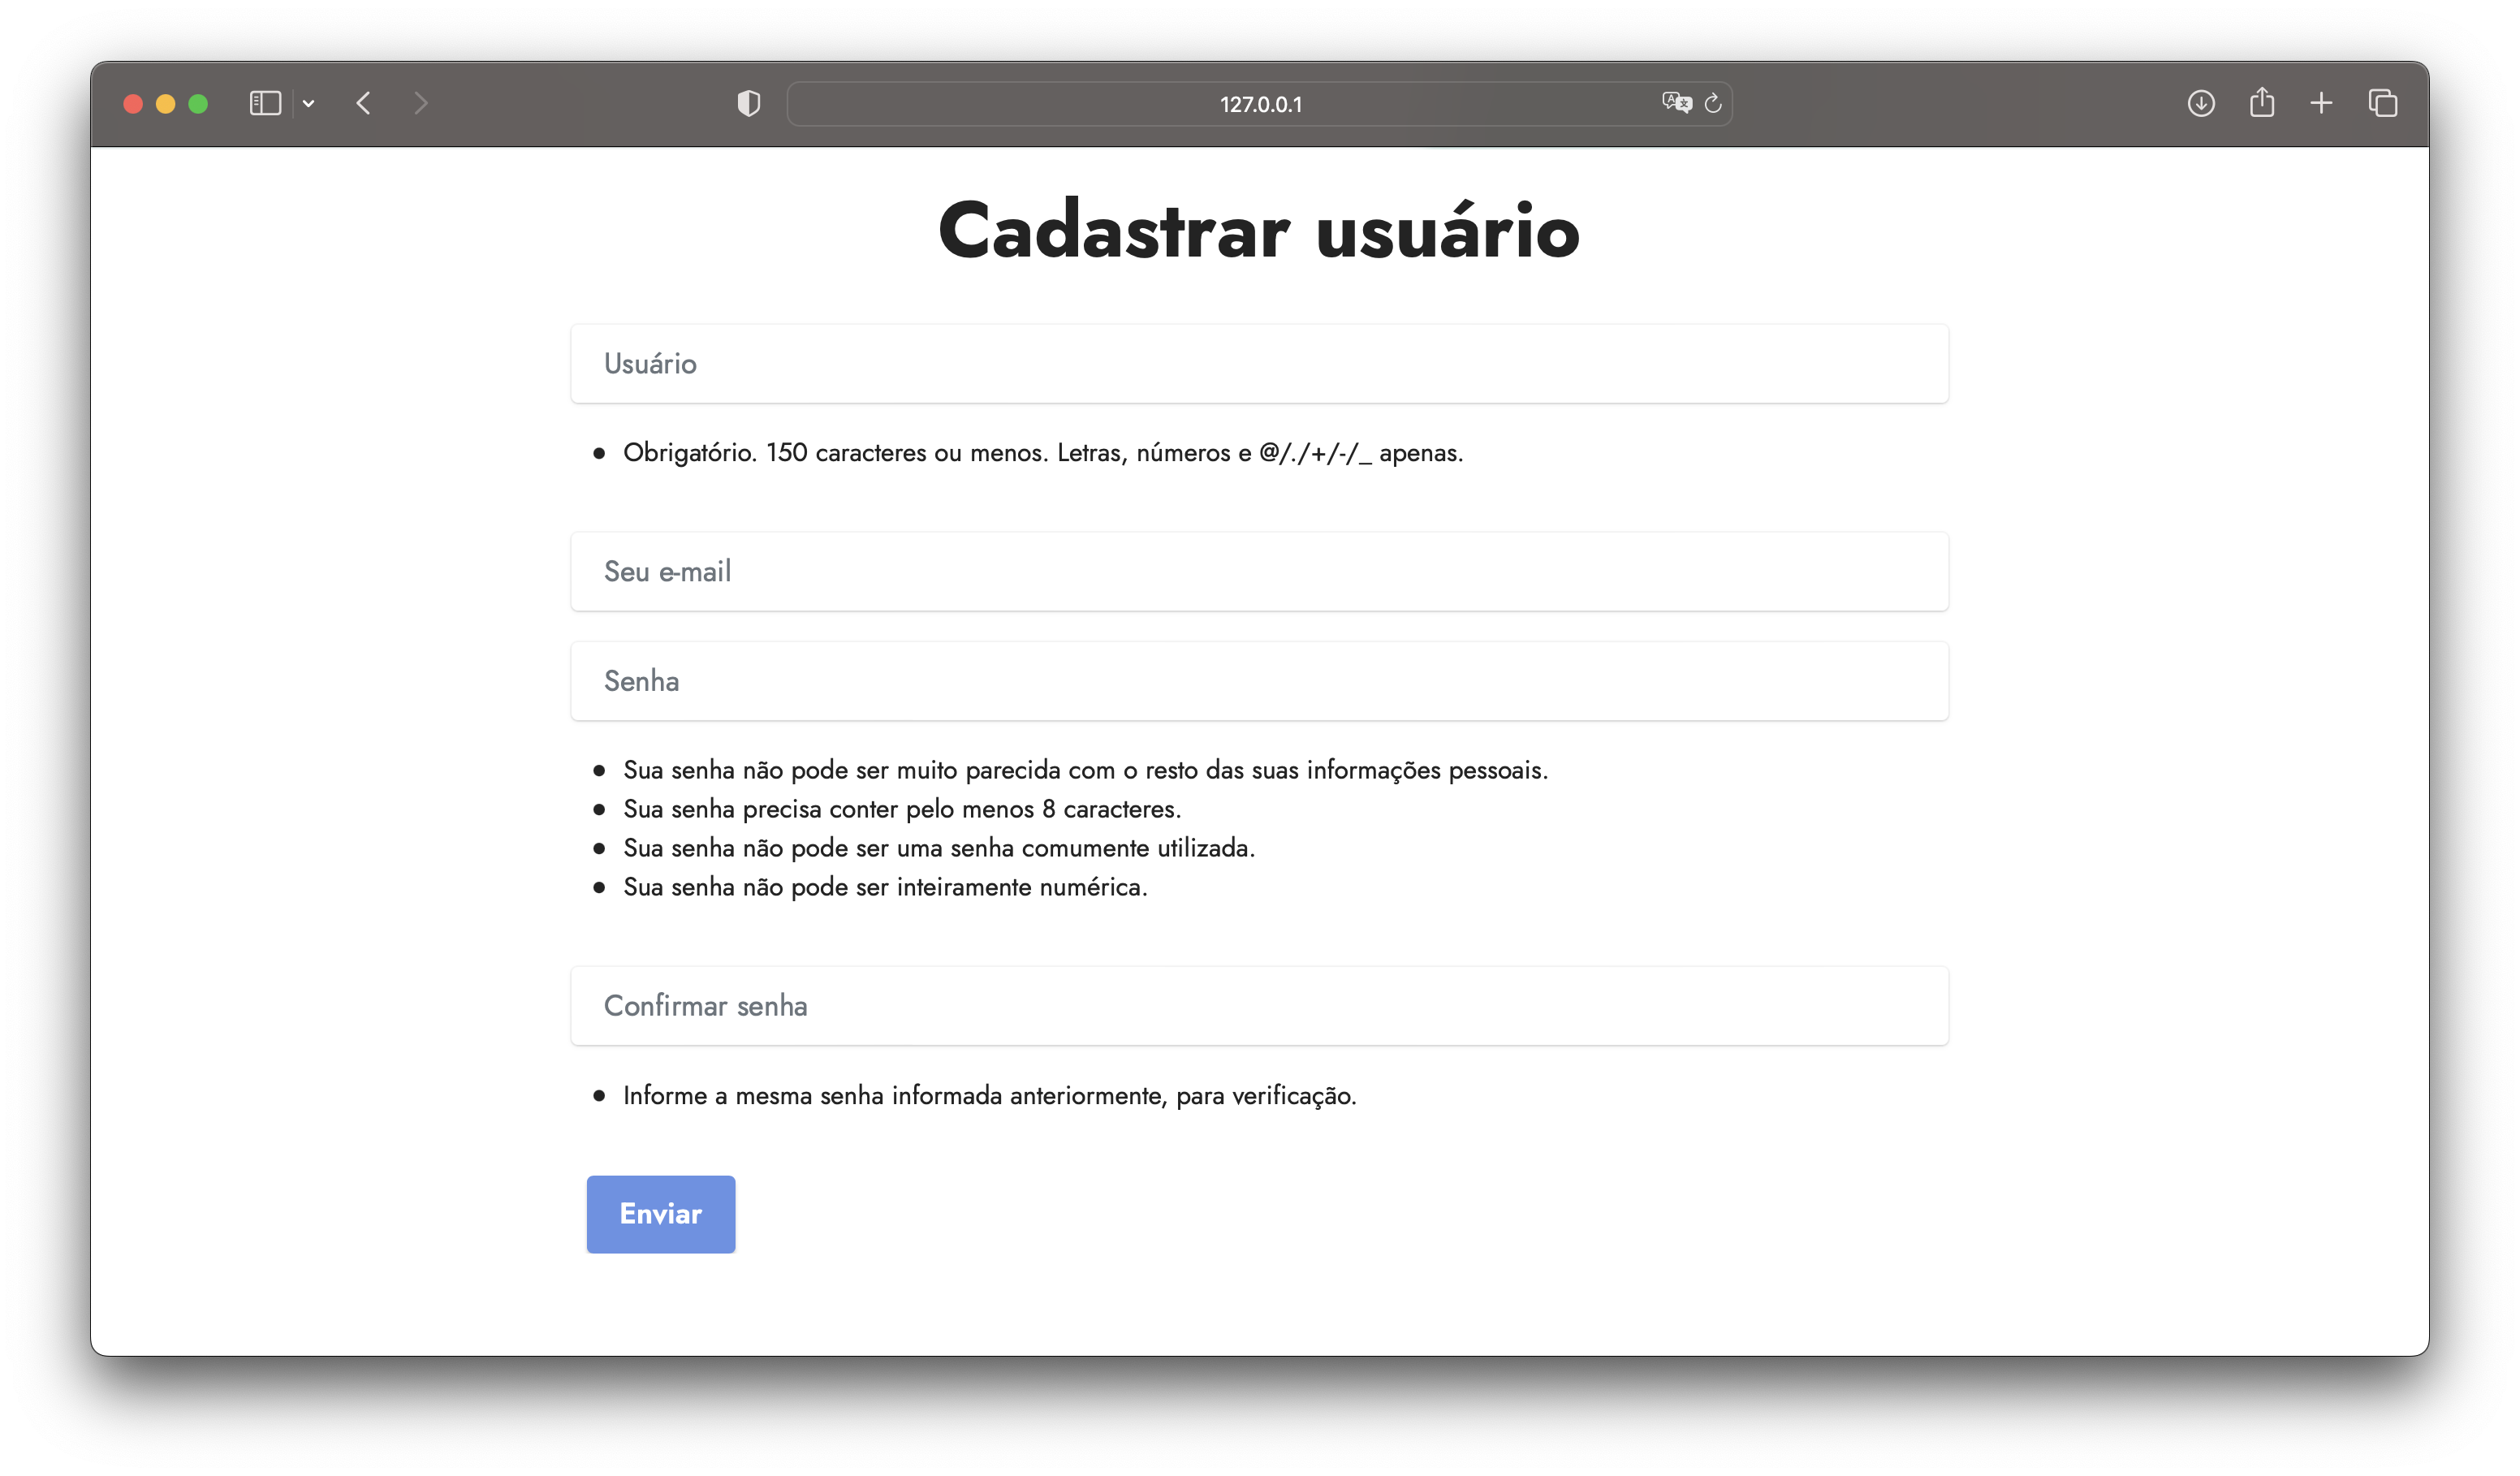 127.0.0.1
Cadastrar usuário
Usuário
• Obrigatório. 150 caracteres ou menos. Letras, números e @/./+/-/_ apenas.
Seu e-mail
Senha
• Sua senha não pode ser muito parecida com o resto das suas informações pessoais.
• Sua senha precisa conter pelo menos 8 caracteres.
• Sua senha não pode ser uma senha comumente utilizada.
• Sua senha não pode ser inteiramente numérica.
Confirmar senha
• Informe a mesma senha informada anteriormente, para verificação.
Enviar